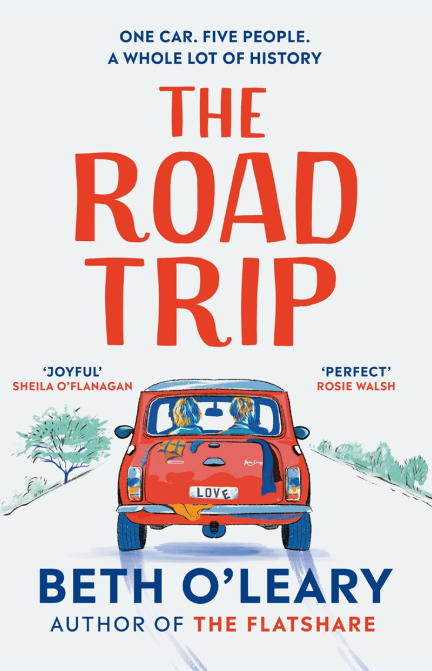 ONE CAR. FIVE PEOPLE.
A WHOLE LOT OF HISTORY
THE
ROAD
TRIP
‘JOYFUL’
SHEILA O’FLANAGAN
‘PERFECT’
ROSIE WALSH
LOVE
BETH O’LEARY
AUTHOR OF THE FLATSHARE